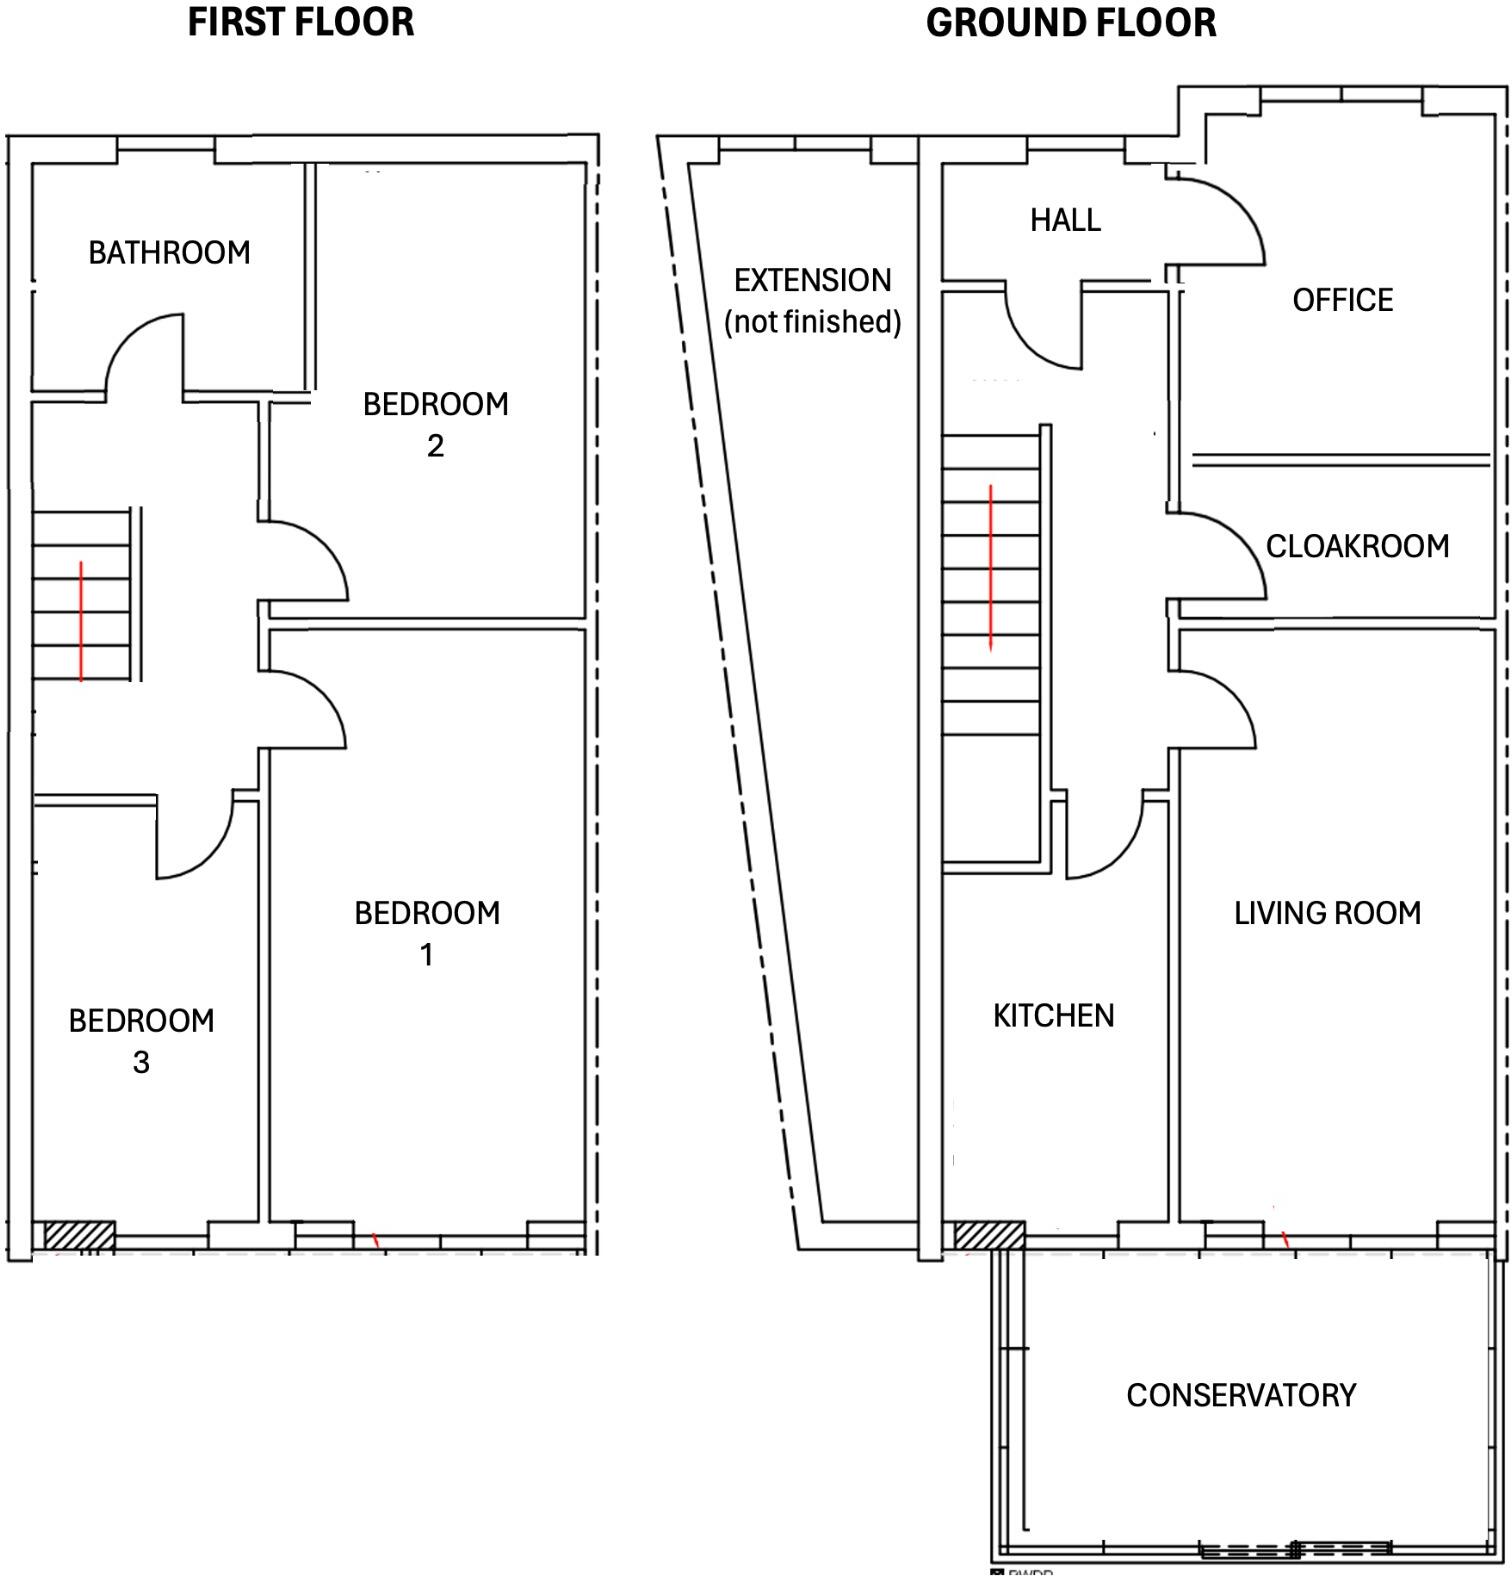 FIRST FLOOR
GROUND FLOOR
BATHROOM
BEDROOM
2
BEDROOM
1
BEDROOM
3
HALL
EXTENSION
(not finished)
OFFICE
CLOAKROOM
LIVING ROOM
KITCHEN
CONSERVATORY